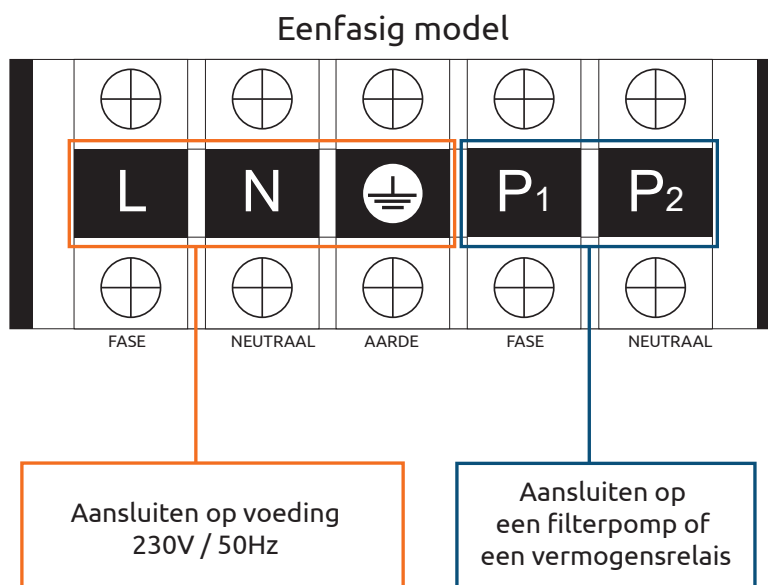 Eenfasig model
L N P1 P2
FASE NEUTRAAL AARDE FASE NEUTRAAL
Aansluiten op voeding
230V / 50Hz
Aansluiten op
een filterpomp of
een vermogensrelais